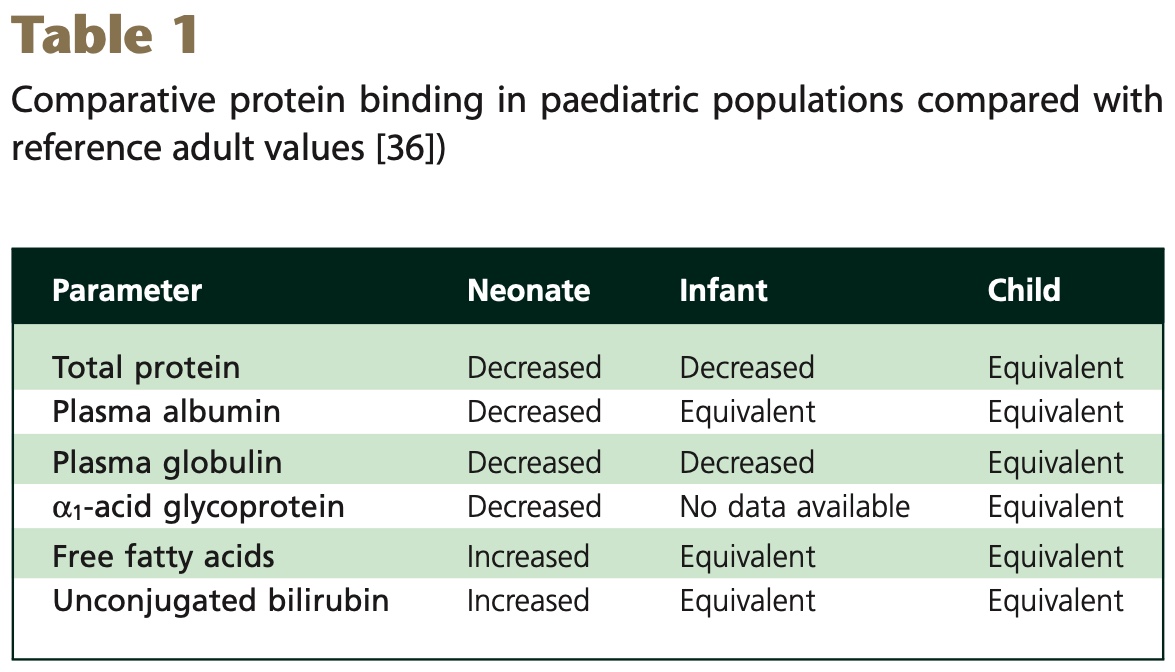 Table 1
Comparative protein binding in paediatric populations compared with
reference adult values [36])
Parameter Neonate Infant Child
Total protein Decreased Decreased Equivalent
Plasma albumin Decreased Equivalent Equivalent
Plasma globulin Decreased Decreased Equivalent
α₁-acid glycoprotein Decreased No data available Equivalent
Free fatty acids Increased Equivalent Equivalent
Unconjugated bilirubin Increased Equivalent Equivalent